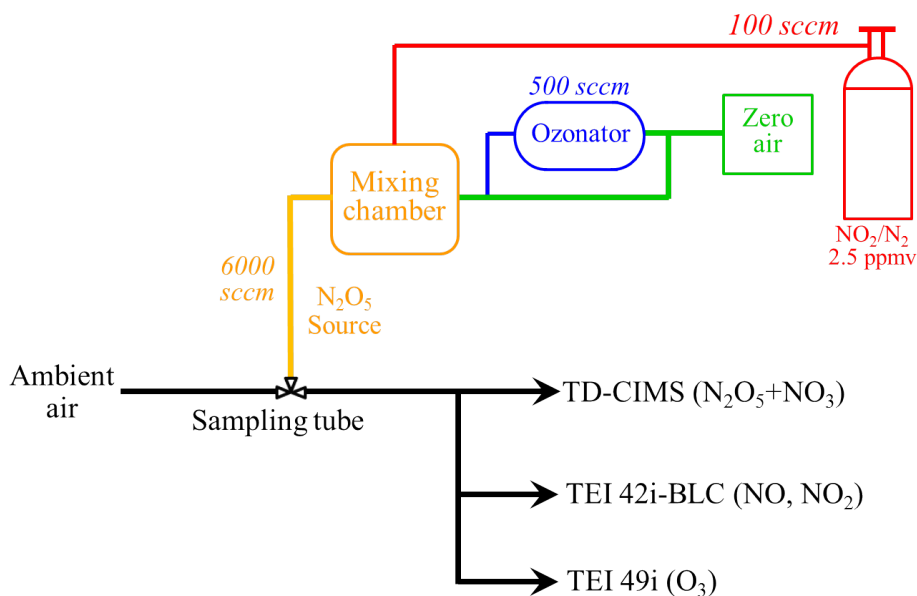 100 sccm
500 sccm
Ozonator
Zero
air
Mixing
chamber
NO₂/N₂
2.5 ppmv
6000
sccm
N₂O₅
Source
Ambient
air
Sampling tube
TD-CIMS (N₂O₅+NO₃)
TEI 42i-BLC (NO, NO₂)
TEI 49i (O₃)